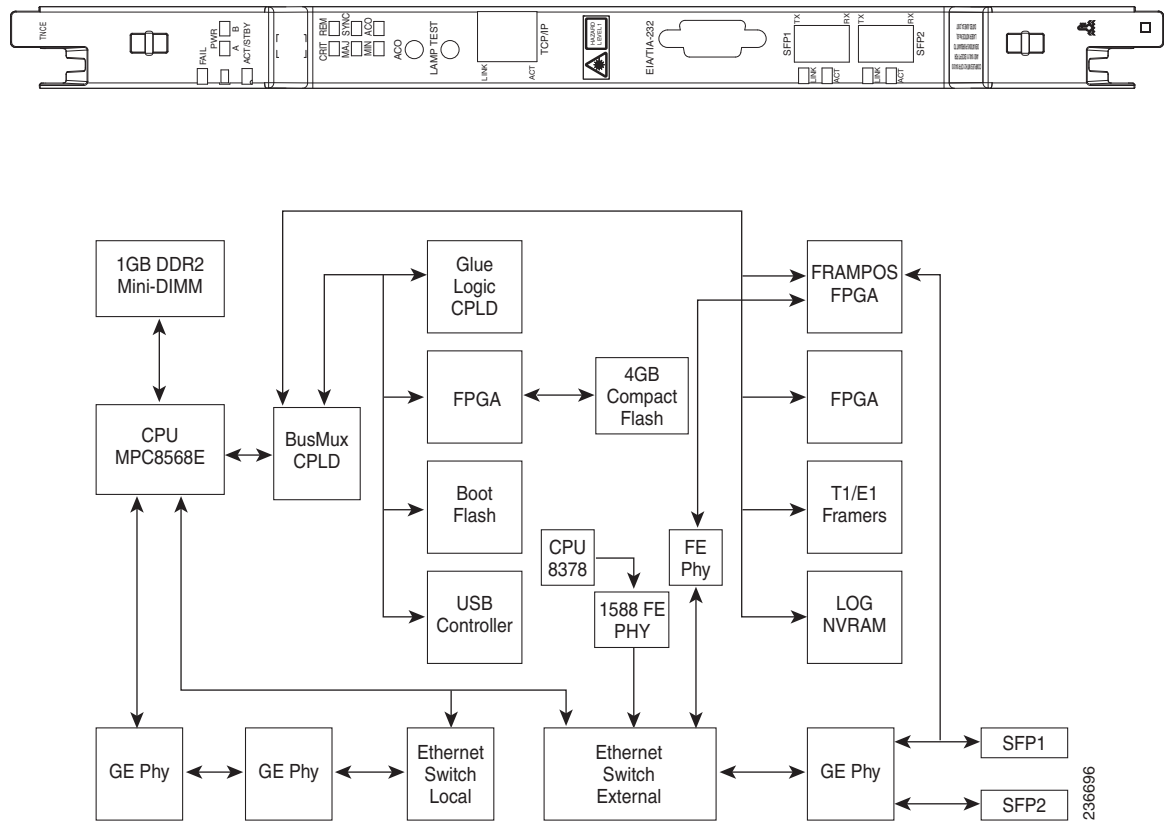 TNCE
FAIL
PWR
A B
ACT/STBY
CRIT REM
MAJ SYNC
MIN ACO
ACO
LAMP TEST
LINK
ACT
TCP/IP
HAZARD
LEVEL 1
EIA/TIA-232
SFP1
TX
RX
LINK
ACT
TX
RX
SFP2
LINK
ACT
1GB DDR2
Mini-DIMM
Glue
Logic
CPLD
FRAMPOS
FPGA
FPGA
4GB
Compact
Flash
FPGA
CPU
MPC8568E
BusMux
CPLD
Boot
Flash
T1/E1
Framers
CPU
8378
FE
Phy
USB
Controller
1588 FE
PHY
LOG
NVRAM
GE Phy
GE Phy
Ethernet
Switch
Local
Ethernet
Switch
External
GE Phy
SFP1
SFP2
236696